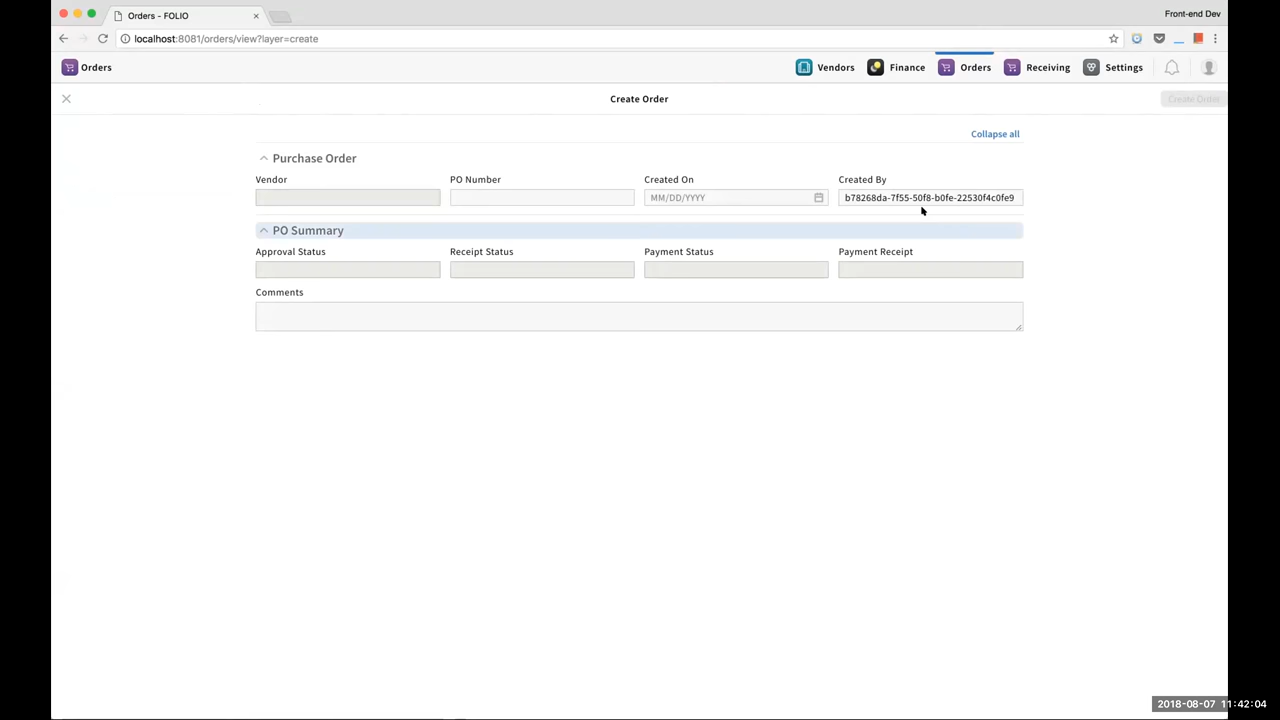 Orders - FOLIO
Front-end Dev
localhost:8081/orders/view?layer=create
Orders
Vendors
Finance
Orders
Receiving
Settings
Create Order
Create Order
Collapse all
Purchase Order
Vendor
PO Number
Created On
Created By
MM/DD/YYYY
b78268da-7f55-50f8-b0fe-22530f4c0fe9
PO Summary
Approval Status
Receipt Status
Payment Status
Payment Receipt
Comments
2018-08-07 11:42:04